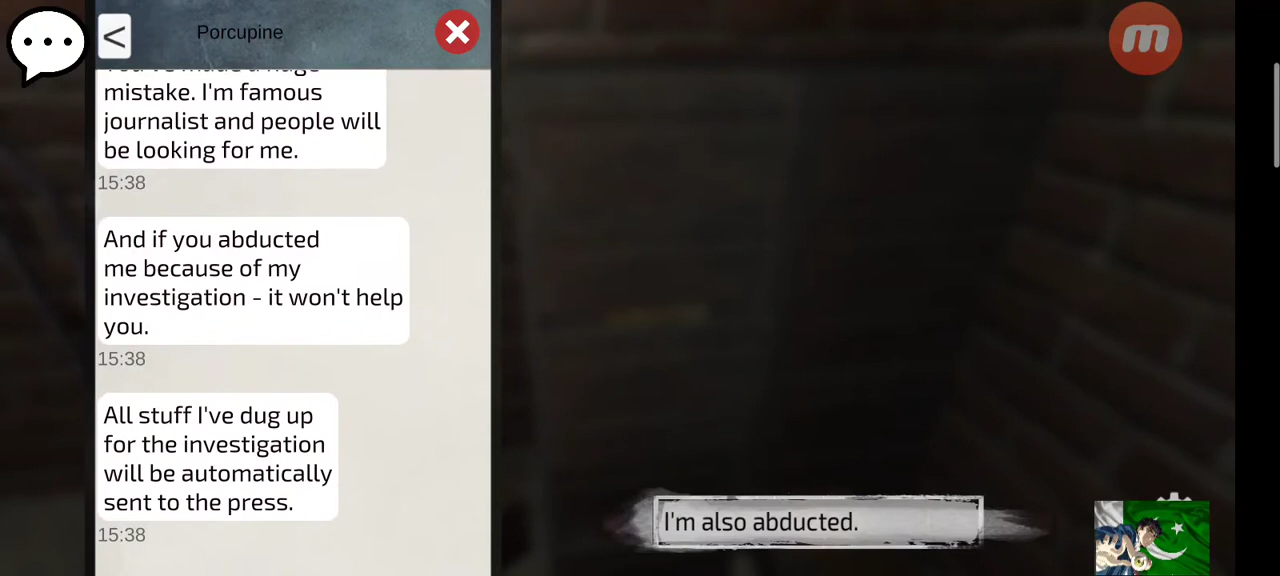 Porcupine
mistake. I'm famous
journalist and people will
be looking for me.
15:38
And if you abducted
me because of my
investigation - it won't help
you.
15:38
All stuff I've dug up
for the investigation
will be automatically
sent to the press.
15:38
I'm also abducted.